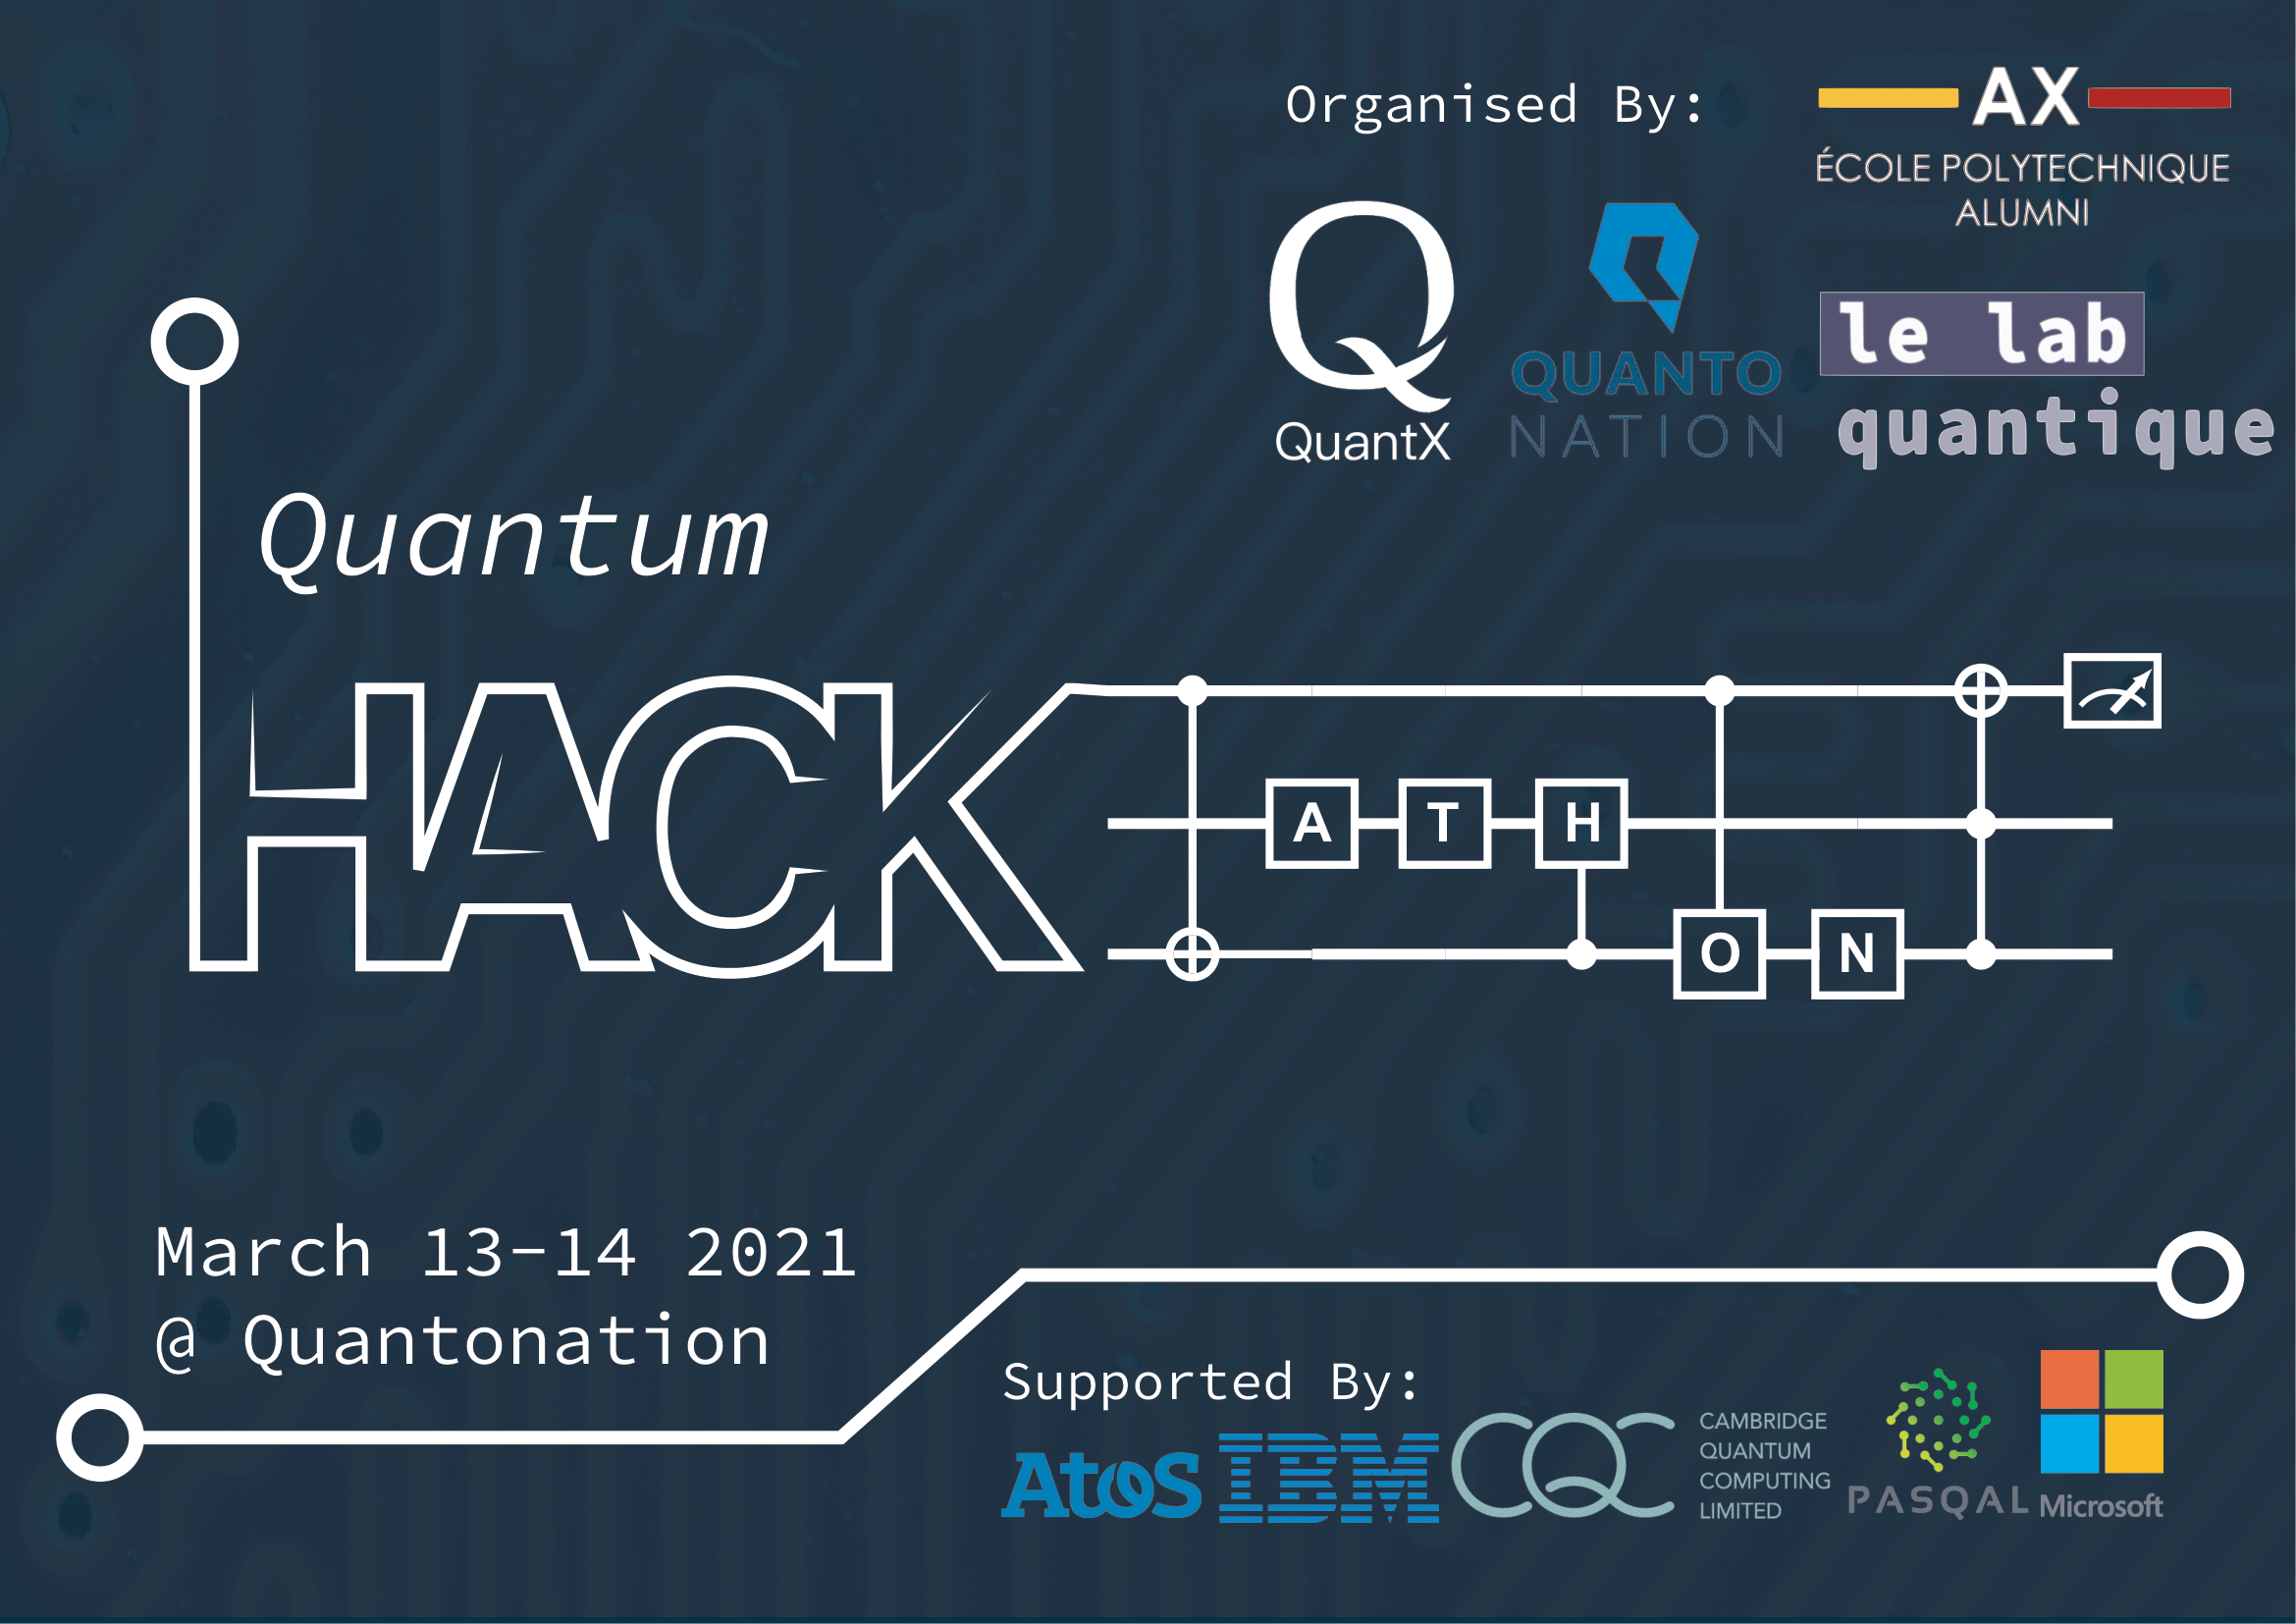 Organised By:
AX
ÉCOLE POLYTECHNIQUE
ALUMNI
Q
QuantX
QUANTO
NATION
le lab
quantique
Quantum
HACK
A T H
O N
March 13-14 2021
@ Quantonation
Supported By:
Atos
IBM
CQC
CAMBRIDGE
QUANTUM
COMPUTING
LIMITED
PASQAL
Microsoft